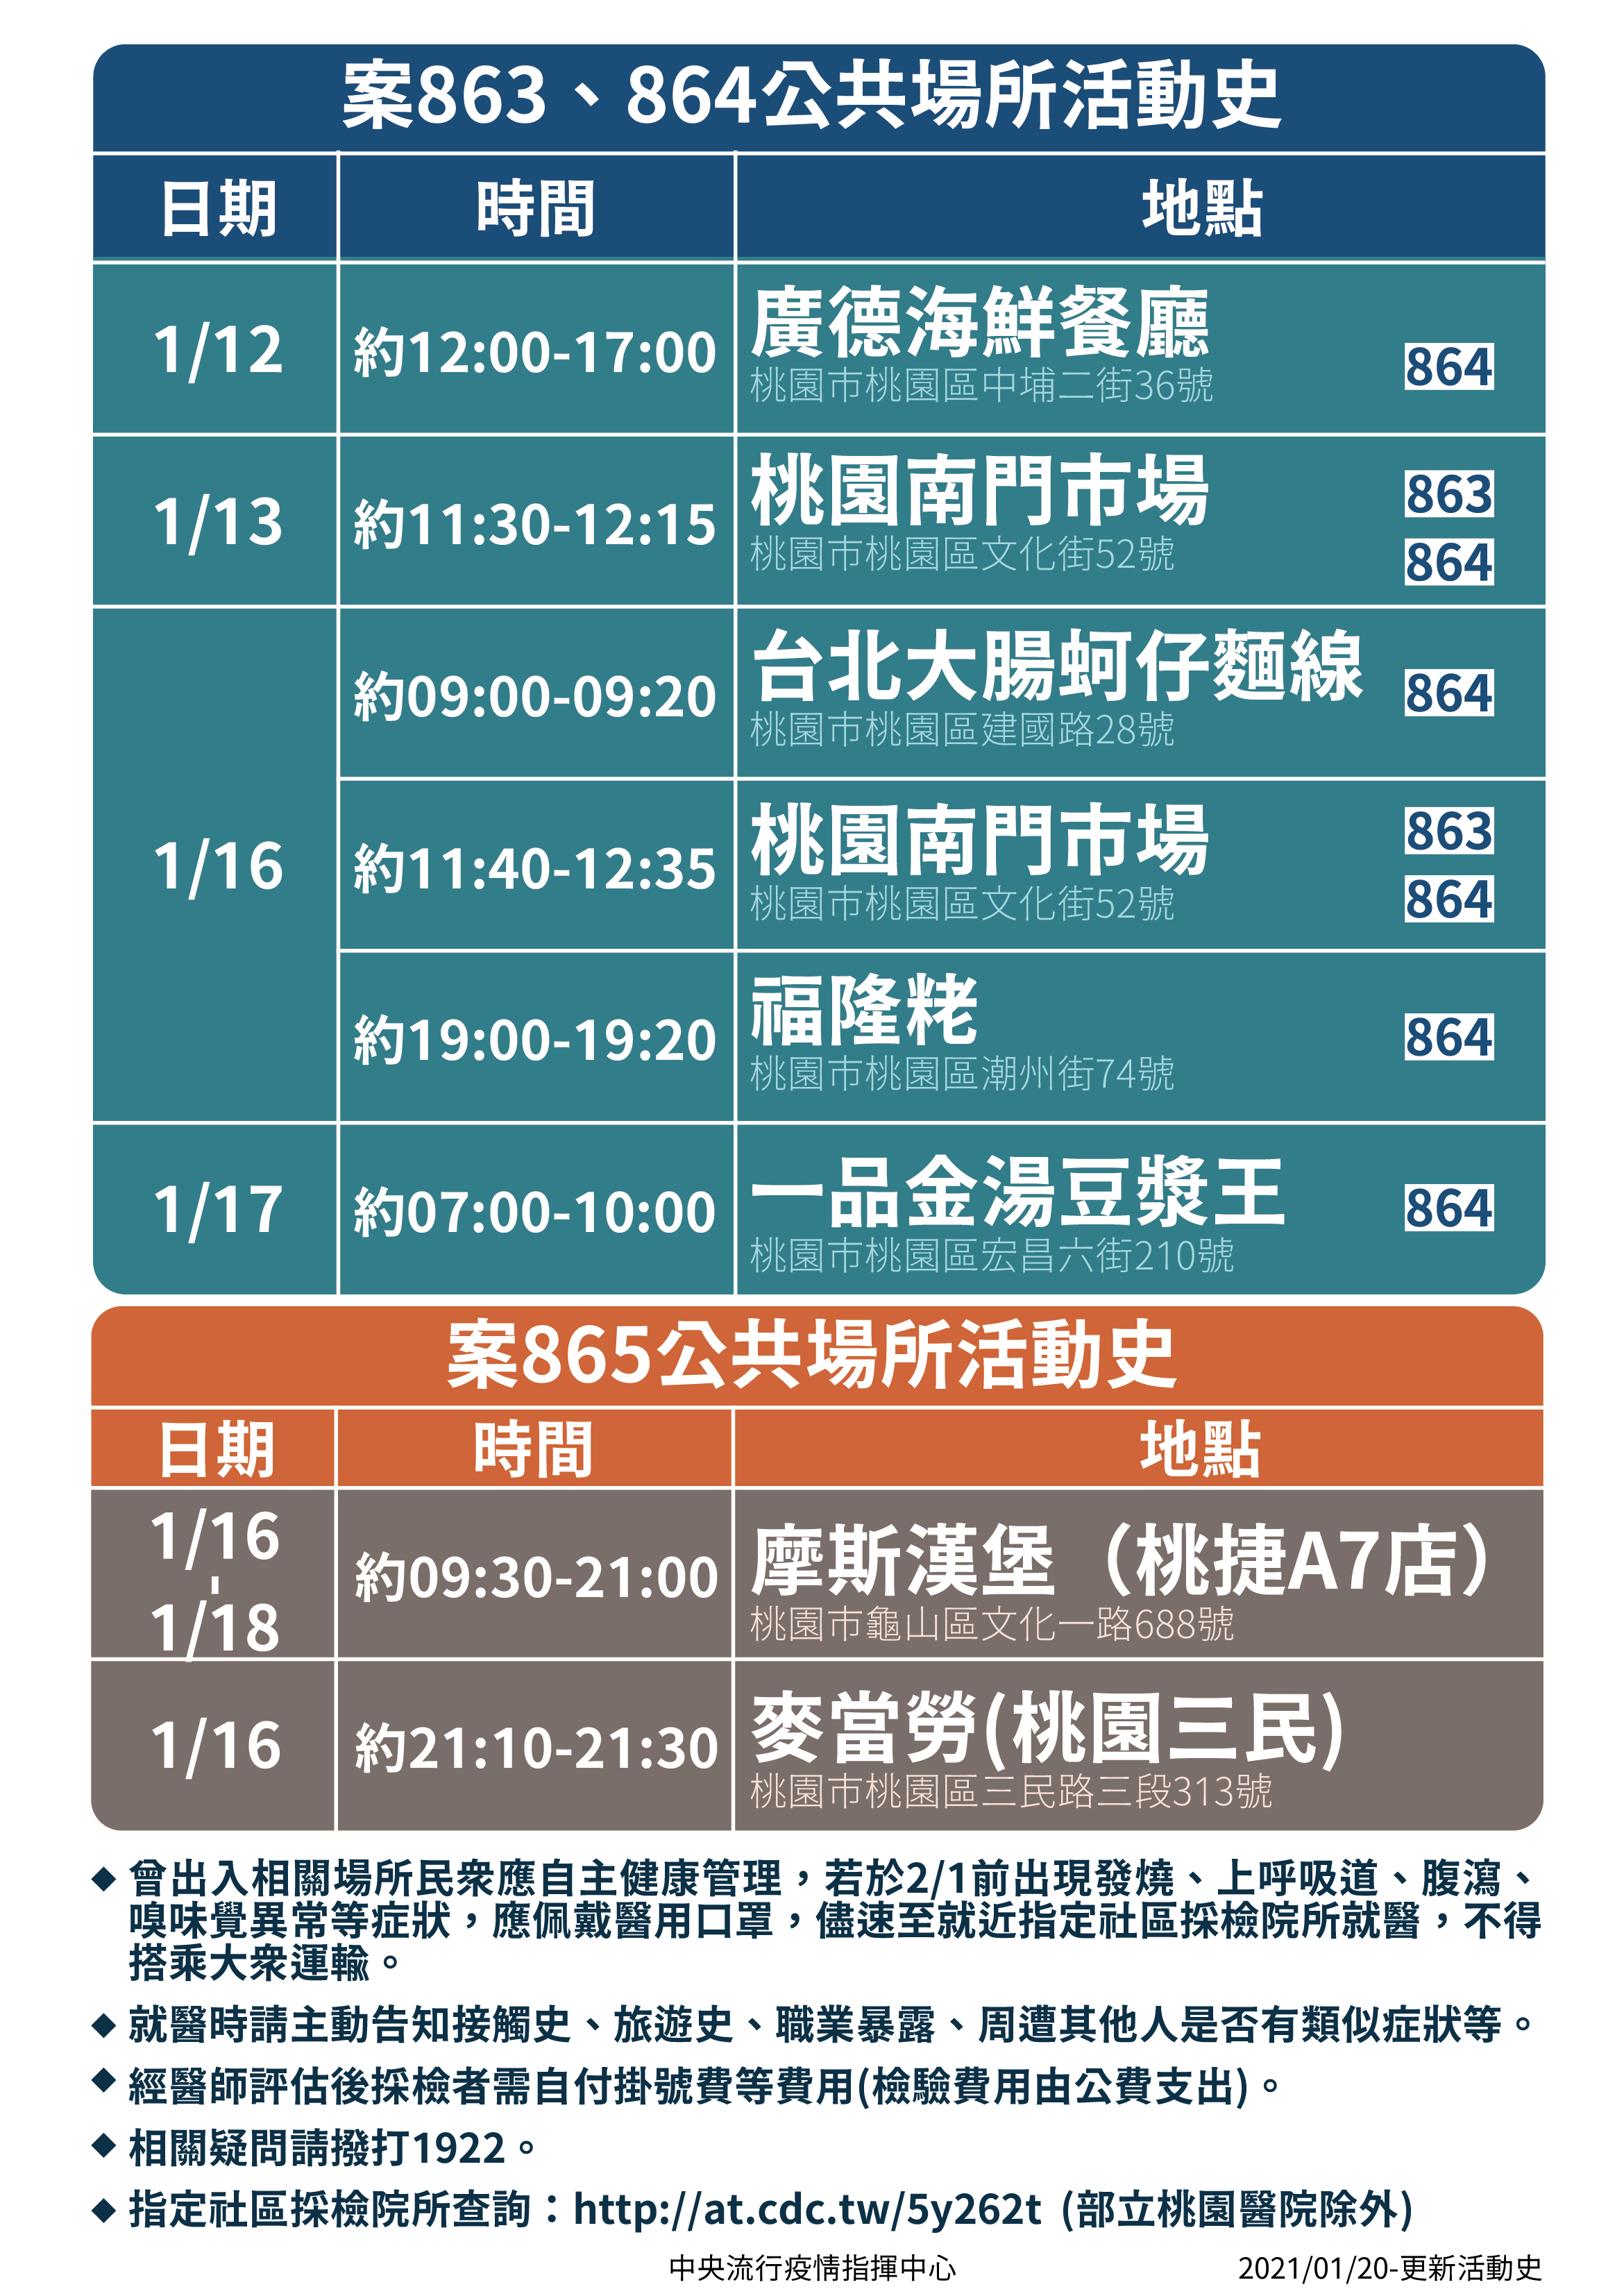 案863、864公共場所活動史
日期 時間 地點
1/12 約12:00-17:00 廣德海鮮餐廳 864
桃園市桃園區中埔二街36號
1/13 約11:30-12:15 桃園南門市場 863
桃園市桃園區文化街52號 864
1/16 約09:00-09:20 台北大腸蚵仔麵線 864
桃園市桃園區建國路28號
約11:40-12:35 桃園南門市場 863
桃園市桃園區文化街52號 864
約19:00-19:20 福隆粩 864
桃園市桃園區潮州街74號
1/17 約07:00-10:00 一品金湯豆漿王 864
桃園市桃園區宏昌六街210號
案865公共場所活動史
日期 時間 地點
1/16
-
1/18
約09:30-21:00 摩斯漢堡（桃捷A7店）
桃園市龜山區文化一路688號
1/16 約21:10-21:30 麥當勞(桃園三民)
桃園市桃園區三民路三段313號
◆ 曾出入相關場所民眾應自主健康管理，若於2/1前出現發燒、上呼吸道、腹瀉、
嗅味覺異常等症狀，應佩戴醫用口罩，儘速至就近指定社區採檢院所就醫，不得
搭乘大眾運輸。
◆ 就醫時請主動告知接觸史、旅遊史、職業暴露、周遭其他人是否有類似症狀等。
◆ 經醫師評估後採檢者需自付掛號費等費用(檢驗費用由公費支出)。
◆ 相關疑問請撥打1922。
◆ 指定社區採檢院所查詢：http://at.cdc.tw/5y262t (部立桃園醫院除外)
中央流行疫情指揮中心 2021/01/20-更新活動史